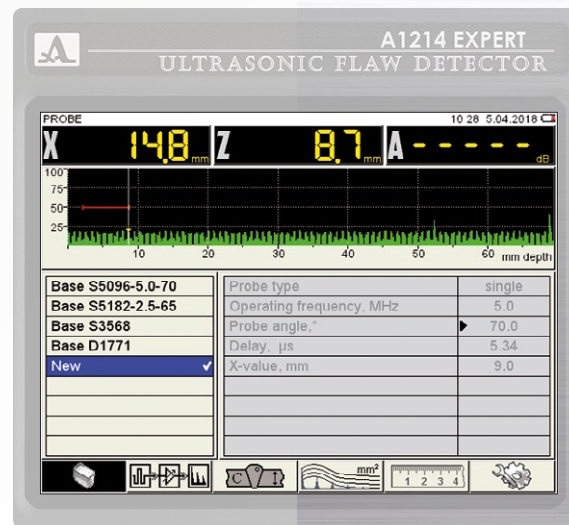 A1214 EXPERT
ULTRASONIC FLAW DETECTOR
PROBE 10 28 5.04.2018
X 14.8 mm Z 8.7 mm A - - - - - dB
100
75
50
25
10 20 30 40 50 60 mm depth
Base S5096-5.0-70 Probe type single
Base S5182-2.5-65 Operating frequency, MHz 5.0
Base S3568 Probe angle,° 70.0
Base D1771 Delay, µs 5.34
New X-value, mm 9.0
C mm² 1 2 3 4